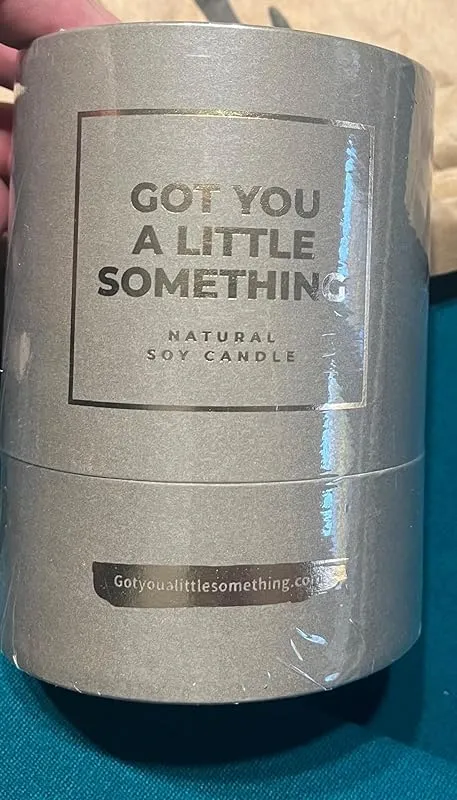 GOT YOU
A LITTLE
SOMETHING
NATURAL
SOY CANDLE
Gotyoualittlesomething.com